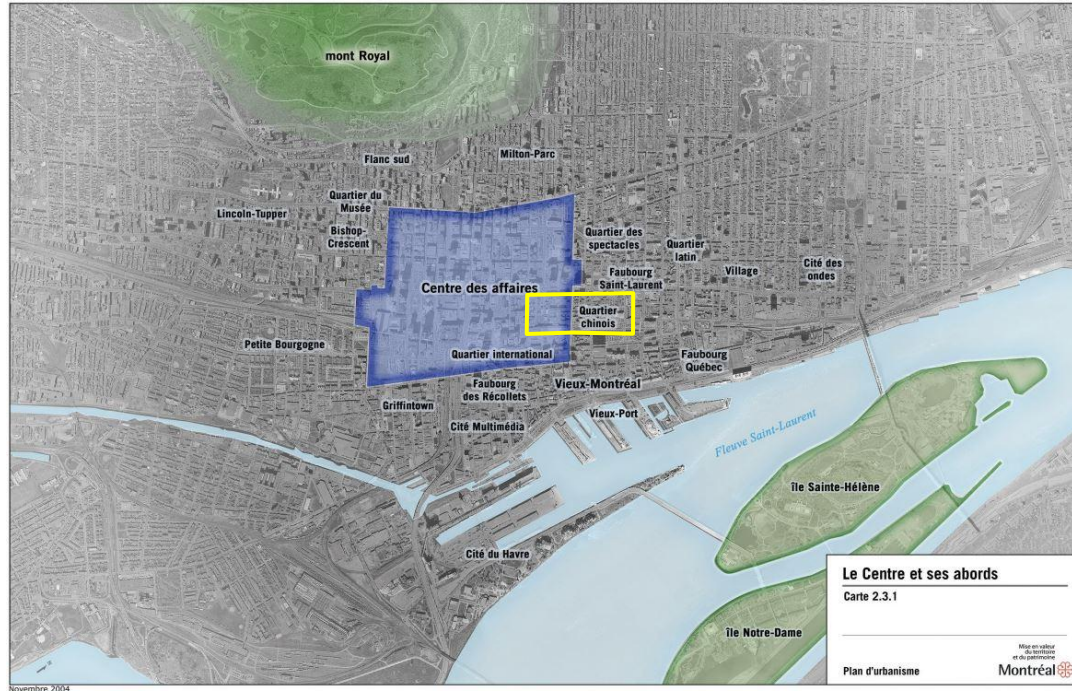 mont Royal
Flanc sud
Milton-Parc
Quartier du
Musée
Lincoln-Tupper
Bishop-
Crescent
Quartier des
spectacles
Quartier
latin
Cité des
ondes
Village
Faubourg
Saint-Laurent
Centre des affaires
Quartier
chinois
Petite Bourgogne
Quartier international
Faubourg
Québec
Faubourg
des Récollets
Vieux-Montréal
Griffintown
Vieux-Port
Cité Multimédia
Fleuve Saint-Laurent
île Sainte-Hélène
Cité du Havre
île Notre-Dame
Le Centre et ses abords
Carte 2.3.1
Plan d'urbanisme
Mise en valeur
du territoire
et du patrimoine
Montréal
Novembre 2004